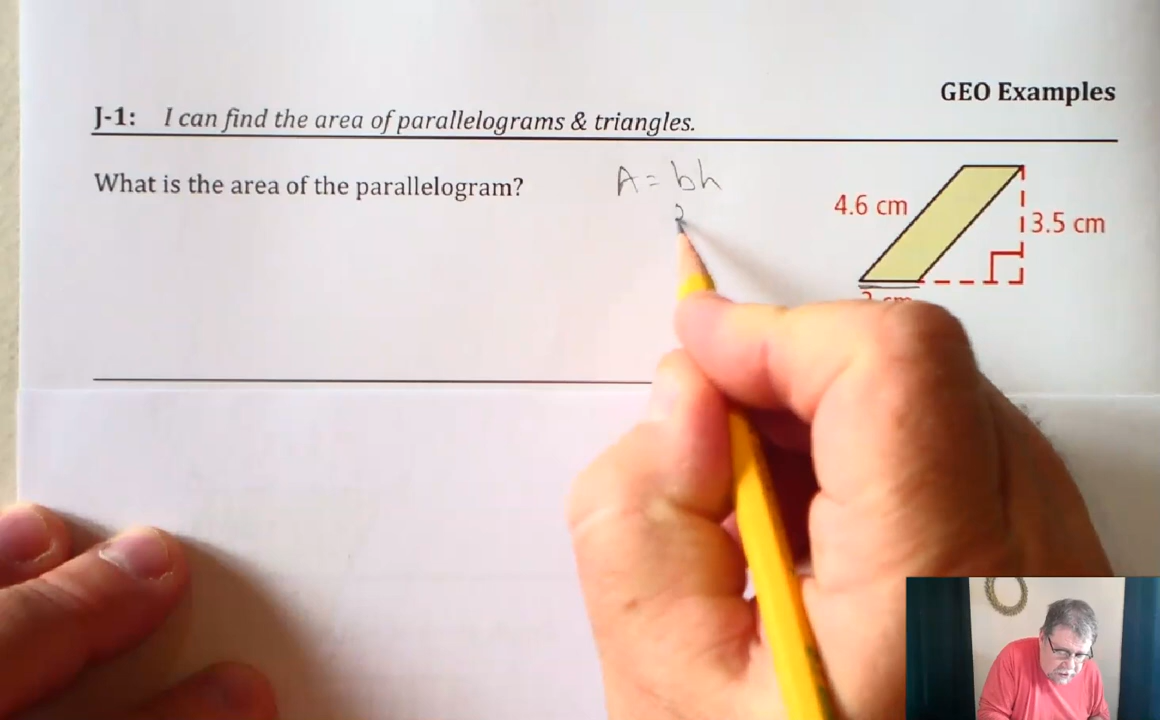 GEO Examples
J-1: I can find the area of parallelograms & triangles.
What is the area of the parallelogram?
A = bh
2
4.6 cm
3.5 cm